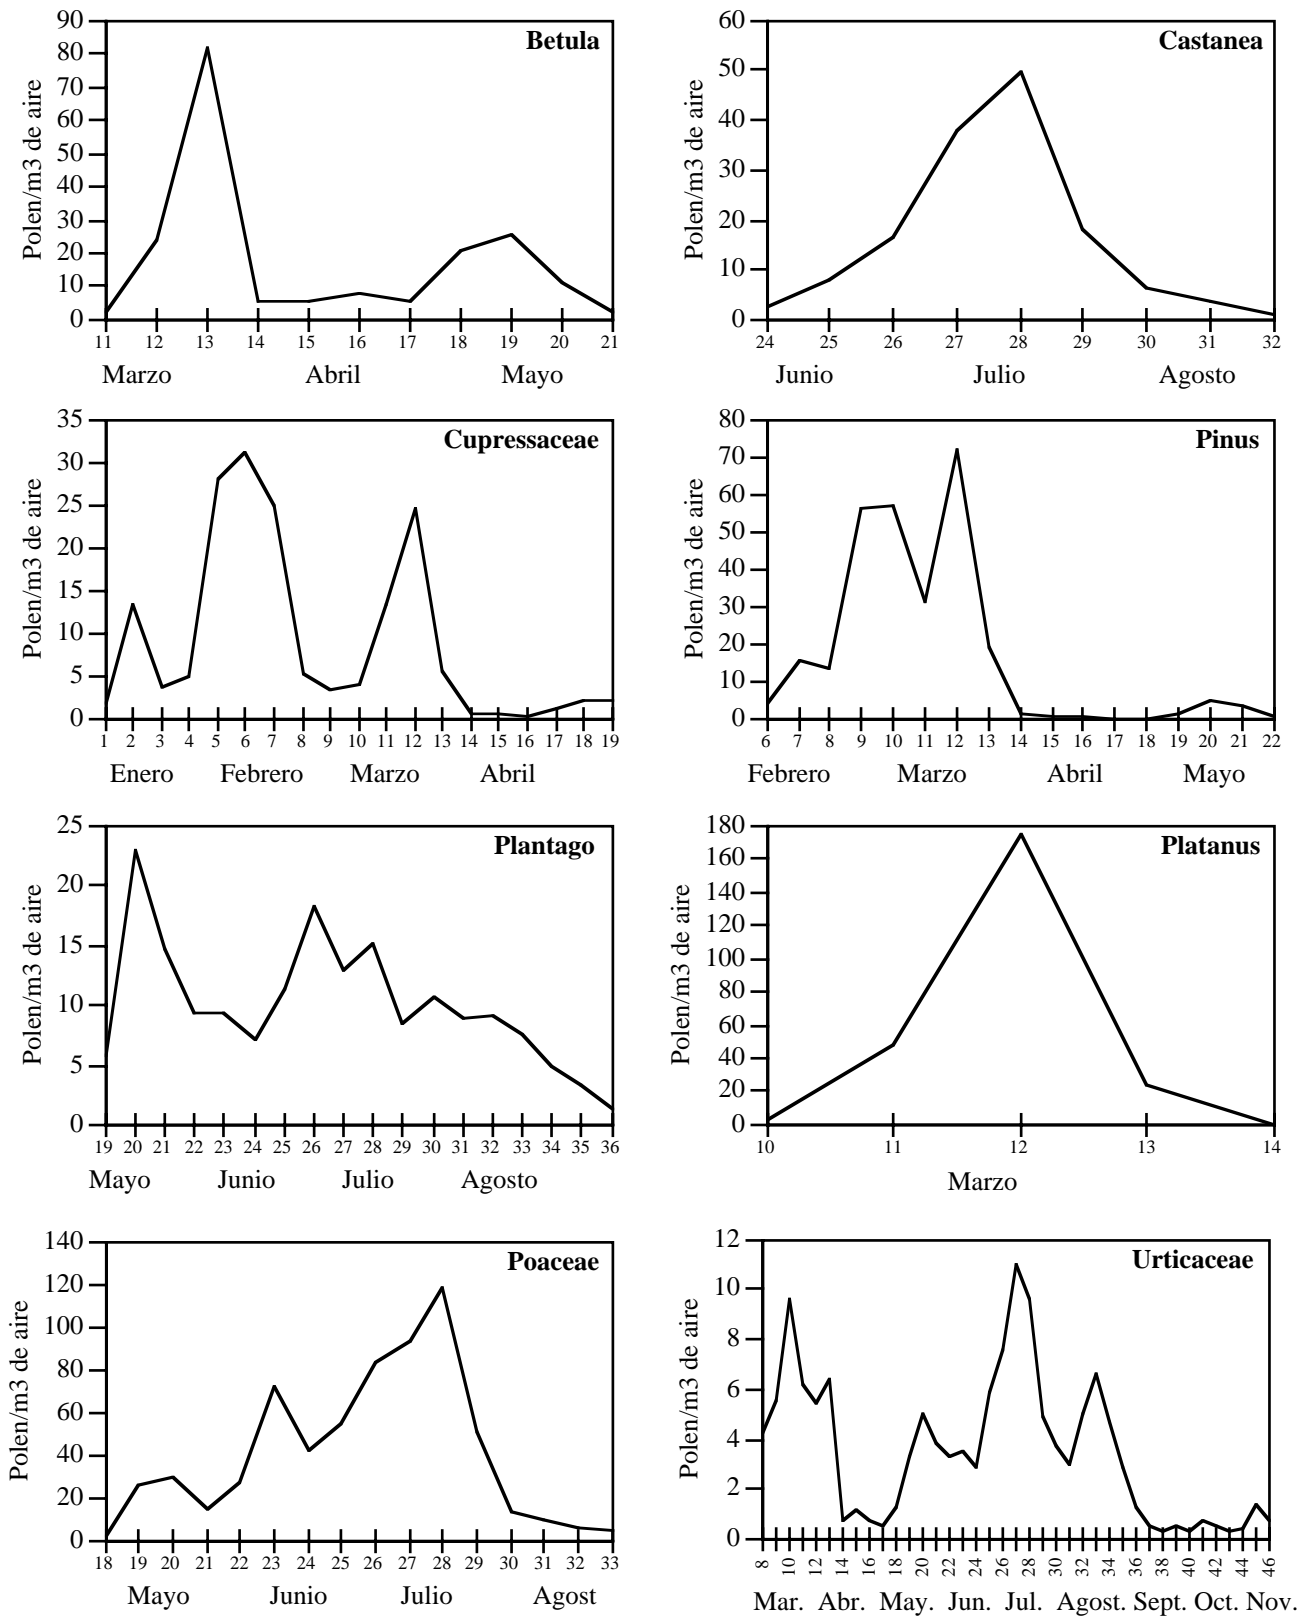 Betula
Polen/m3 de aire
90
80
70
60
50
40
30
20
10
0
11 12 13 14 15 16 17 18 19 20 21
Marzo Abril Mayo
Castanea
Polen/m3 de aire
60
50
40
30
20
10
0
24 25 26 27 28 29 30 31 32
Junio Julio Agosto
Cupressaceae
Polen/m3 de aire
35
30
25
20
15
10
5
0
1 2 3 4 5 6 7 8 9 10 11 12 13 14 15 16 17 18 19
Enero Febrero Marzo Abril
Pinus
Polen/m3 de aire
80
70
60
50
40
30
20
10
0
6 7 8 9 10 11 12 13 14 15 16 17 18 19 20 21 22
Febrero Marzo Abril Mayo
Plantago
Polen/m3 de aire
25
20
15
10
5
0
19 20 21 22 23 24 25 26 27 28 29 30 31 32 33 34 35 36
Mayo Junio Julio Agosto
Platanus
Polen/m3 de aire
180
160
140
120
100
80
60
40
20
0
10 11 12 13 14
Marzo
Poaceae
Polen/m3 de aire
140
120
100
80
60
40
20
0
18 19 20 21 22 23 24 25 26 27 28 29 30 31 32 33
Mayo Junio Julio Agost
Urticaceae
Polen/m3 de aire
12
10
8
6
4
2
0
8 10 12 14 16 18 20 22 24 26 28 30 32 34 36 38 40 42 44 46
Mar. Abr. May. Jun. Jul. Agost. Sept. Oct. Nov.